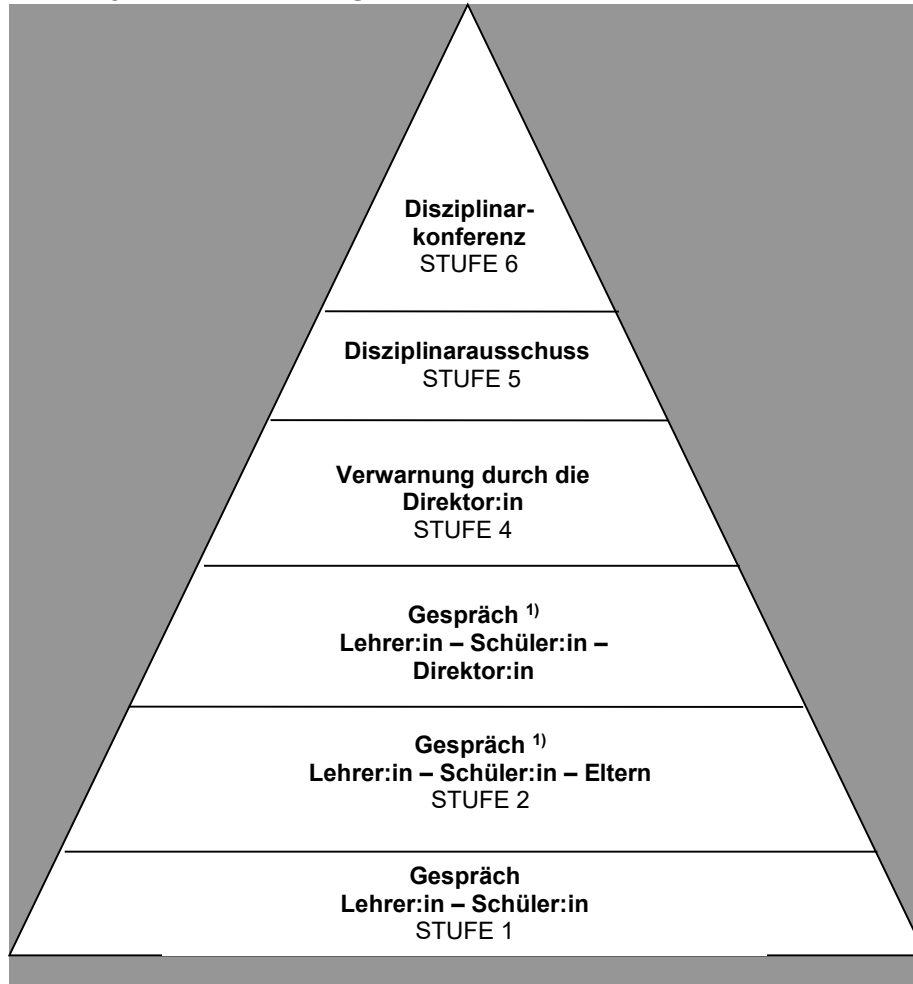 Disziplinar-
konferenz
STUFE 6
Disziplinarausschuss
STUFE 5
Verwarnung durch die
Direktor:in
STUFE 4
Gespräch 1)
Lehrer:in – Schüler:in –
Direktor:in
Gespräch 1)
Lehrer:in – Schüler:in – Eltern
STUFE 2
Gespräch
Lehrer:in – Schüler:in
STUFE 1